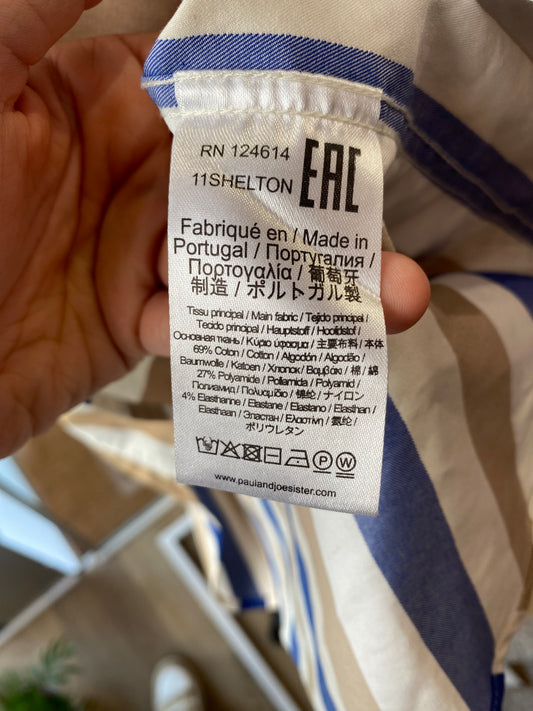 RN 124614 EAC
11SHELTON
Fabriqué en / Made in
Portugal / Португалия /
Πορτογαλία / 葡萄牙
制造 / ポルトガル製
Tissu principal / Main fabric / Tejido principal /
Tecido principal / Hauptstoff / Hoofdstof /
Основная ткань / Κύριο ύφασμα / 主要布料 / 本体
69% Coton / Cotton / Algodón / Algodão /
Baumwolle / Katoen / Хлопок / Βαμβάκι / 棉 / 綿
27% Polyamide / Poliamida / Polyamid /
Полиамид / Πολυαμίδιο / 锦纶 / ナイロン
4% Elasthanne / Elastane / Elastano / Elasthan /
Elasthaan / Эластан / Ελαστίνη / 氨纶 /
ポリウレタン
P W
www.paulandjoesister.com